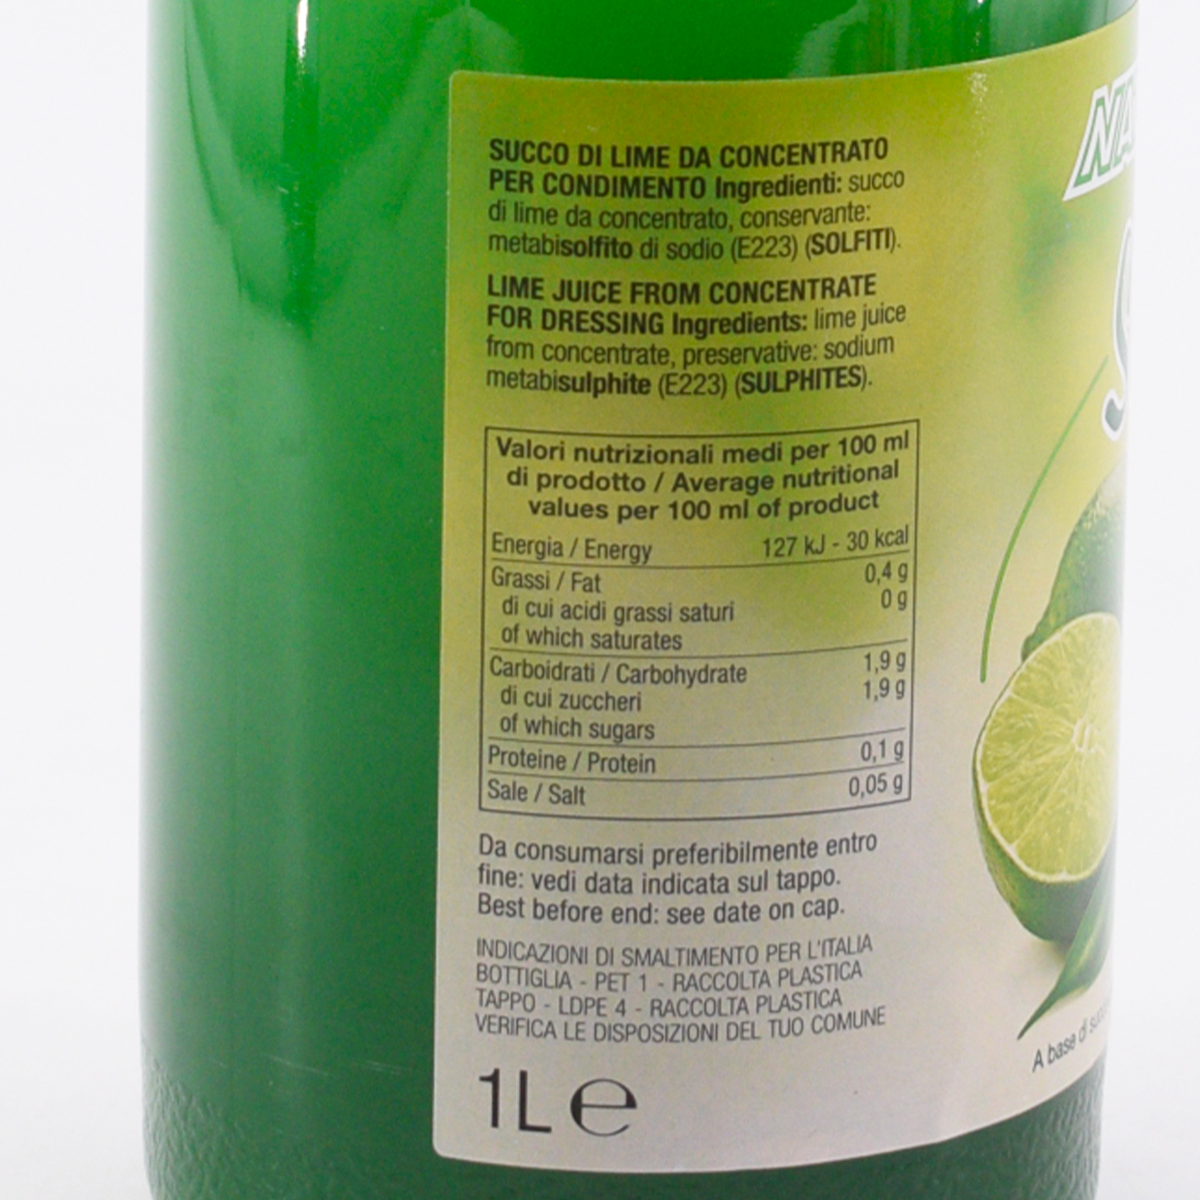 SUCCO DI LIME DA CONCENTRATO
PER CONDIMENTO Ingredienti: succo
di lime da concentrato, conservante:
metabisolfito di sodio (E223) (SOLFITI).
LIME JUICE FROM CONCENTRATE
FOR DRESSING Ingredients: lime juice
from concentrate, preservative: sodium
metabisulphite (E223) (SULPHITES).
Valori nutrizionali medi per 100 ml
di prodotto / Average nutritional
values per 100 ml of product
Energia / Energy 127 kJ - 30 kcal
Grassi / Fat 0,4 g
di cui acidi grassi saturi 0 g
of which saturates
Carboidrati / Carbohydrate 1,9 g
di cui zuccheri 1,9 g
of which sugars
Proteine / Protein 0,1 g
Sale / Salt 0,05 g
Da consumarsi preferibilmente entro
fine: vedi data indicata sul tappo.
Best before end: see date on cap.
INDICAZIONI DI SMALTIMENTO PER L'ITALIA
BOTTIGLIA - PET 1 - RACCOLTA PLASTICA
TAPPO - LDPE 4 - RACCOLTA PLASTICA
VERIFICA LE DISPOSIZIONI DEL TUO COMUNE
1L e
A base di